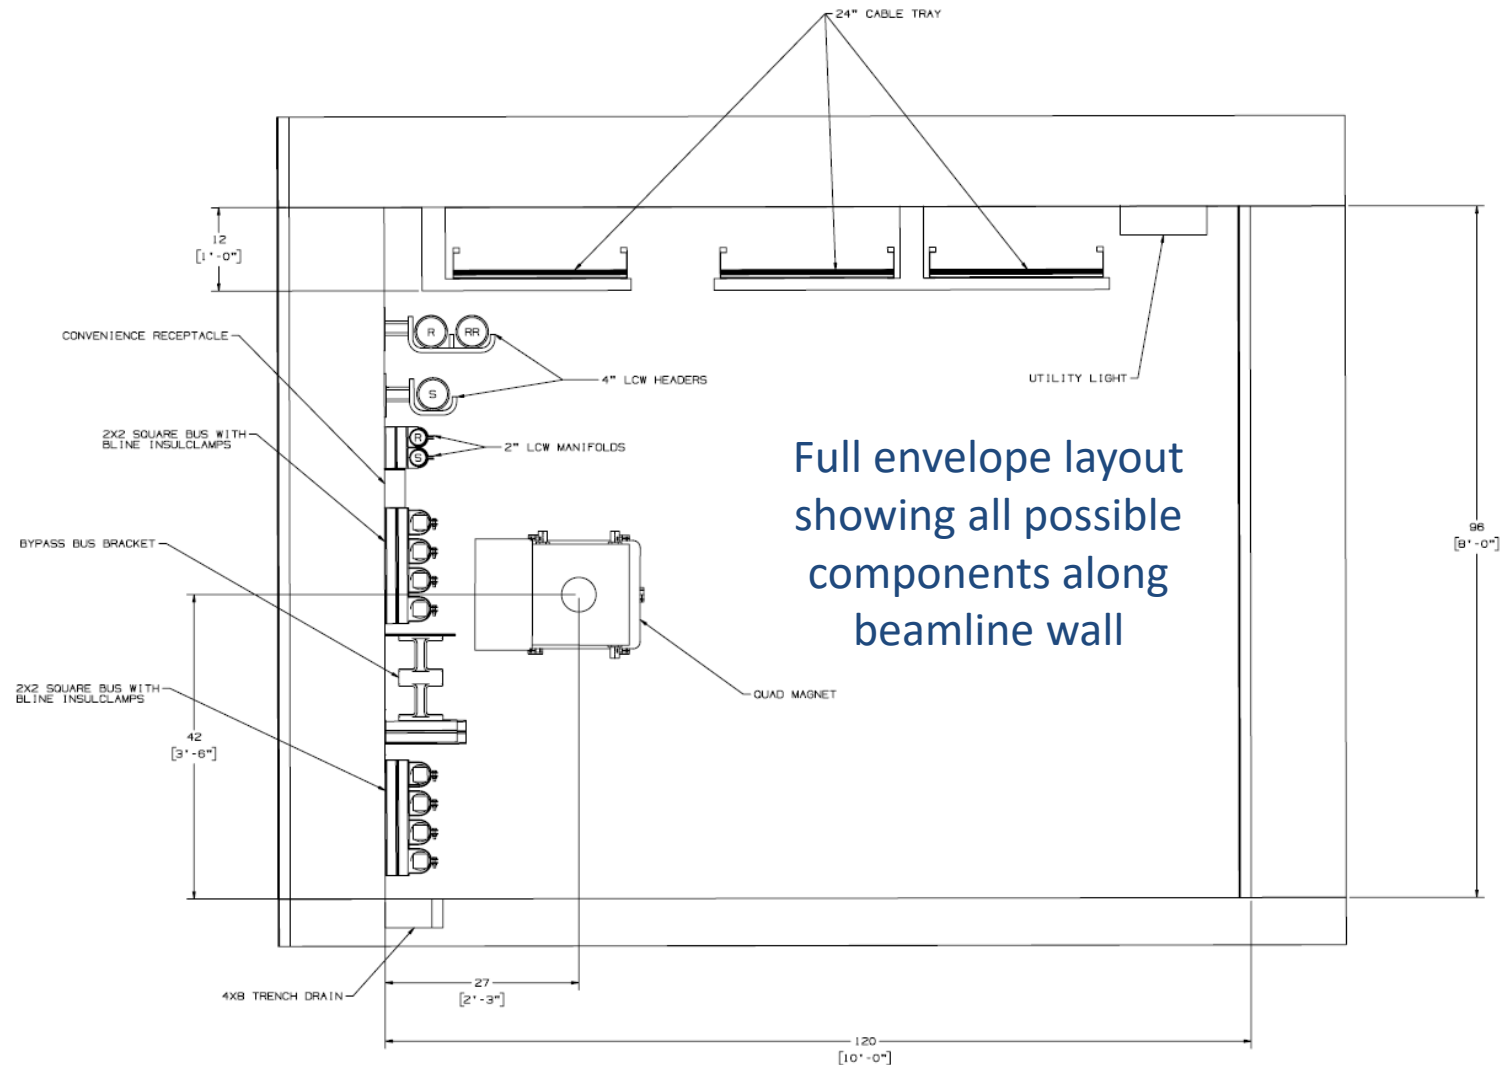 24" CABLE TRAY
12
[1'-0"]
CONVENIENCE RECEPTACLE
R
RR
4" LCW HEADERS
UTILITY LIGHT
S
2X2 SQUARE BUS WITH
BLINE INSULCLAMPS
R
S
2" LCW MANIFOLDS
Full envelope layout
showing all possible
components along
beamline wall
96
[8'-0"]
BYPASS BUS BRACKET
2X2 SQUARE BUS WITH
BLINE INSULCLAMPS
QUAD MAGNET
42
[3'-6"]
4X8 TRENCH DRAIN
27
[2'-3"]
120
[10'-0"]